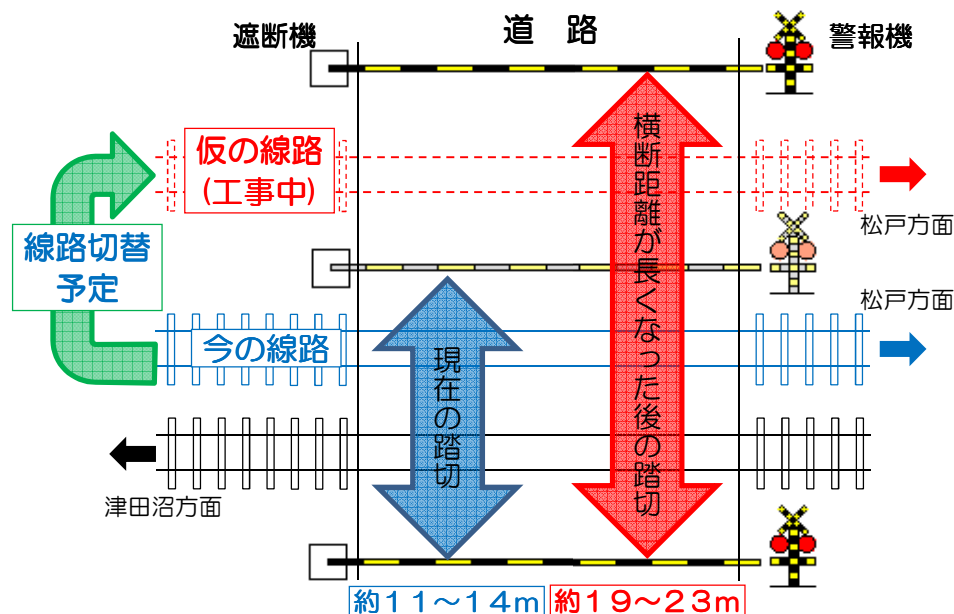 遮断機
道 路
警報機
仮の線路
(工事中)
松戸方面
線路切替
予定
松戸方面
今の線路
現在の踏切
横断距離が長くなった後の踏切
津田沼方面
約11～14m
約19～23m